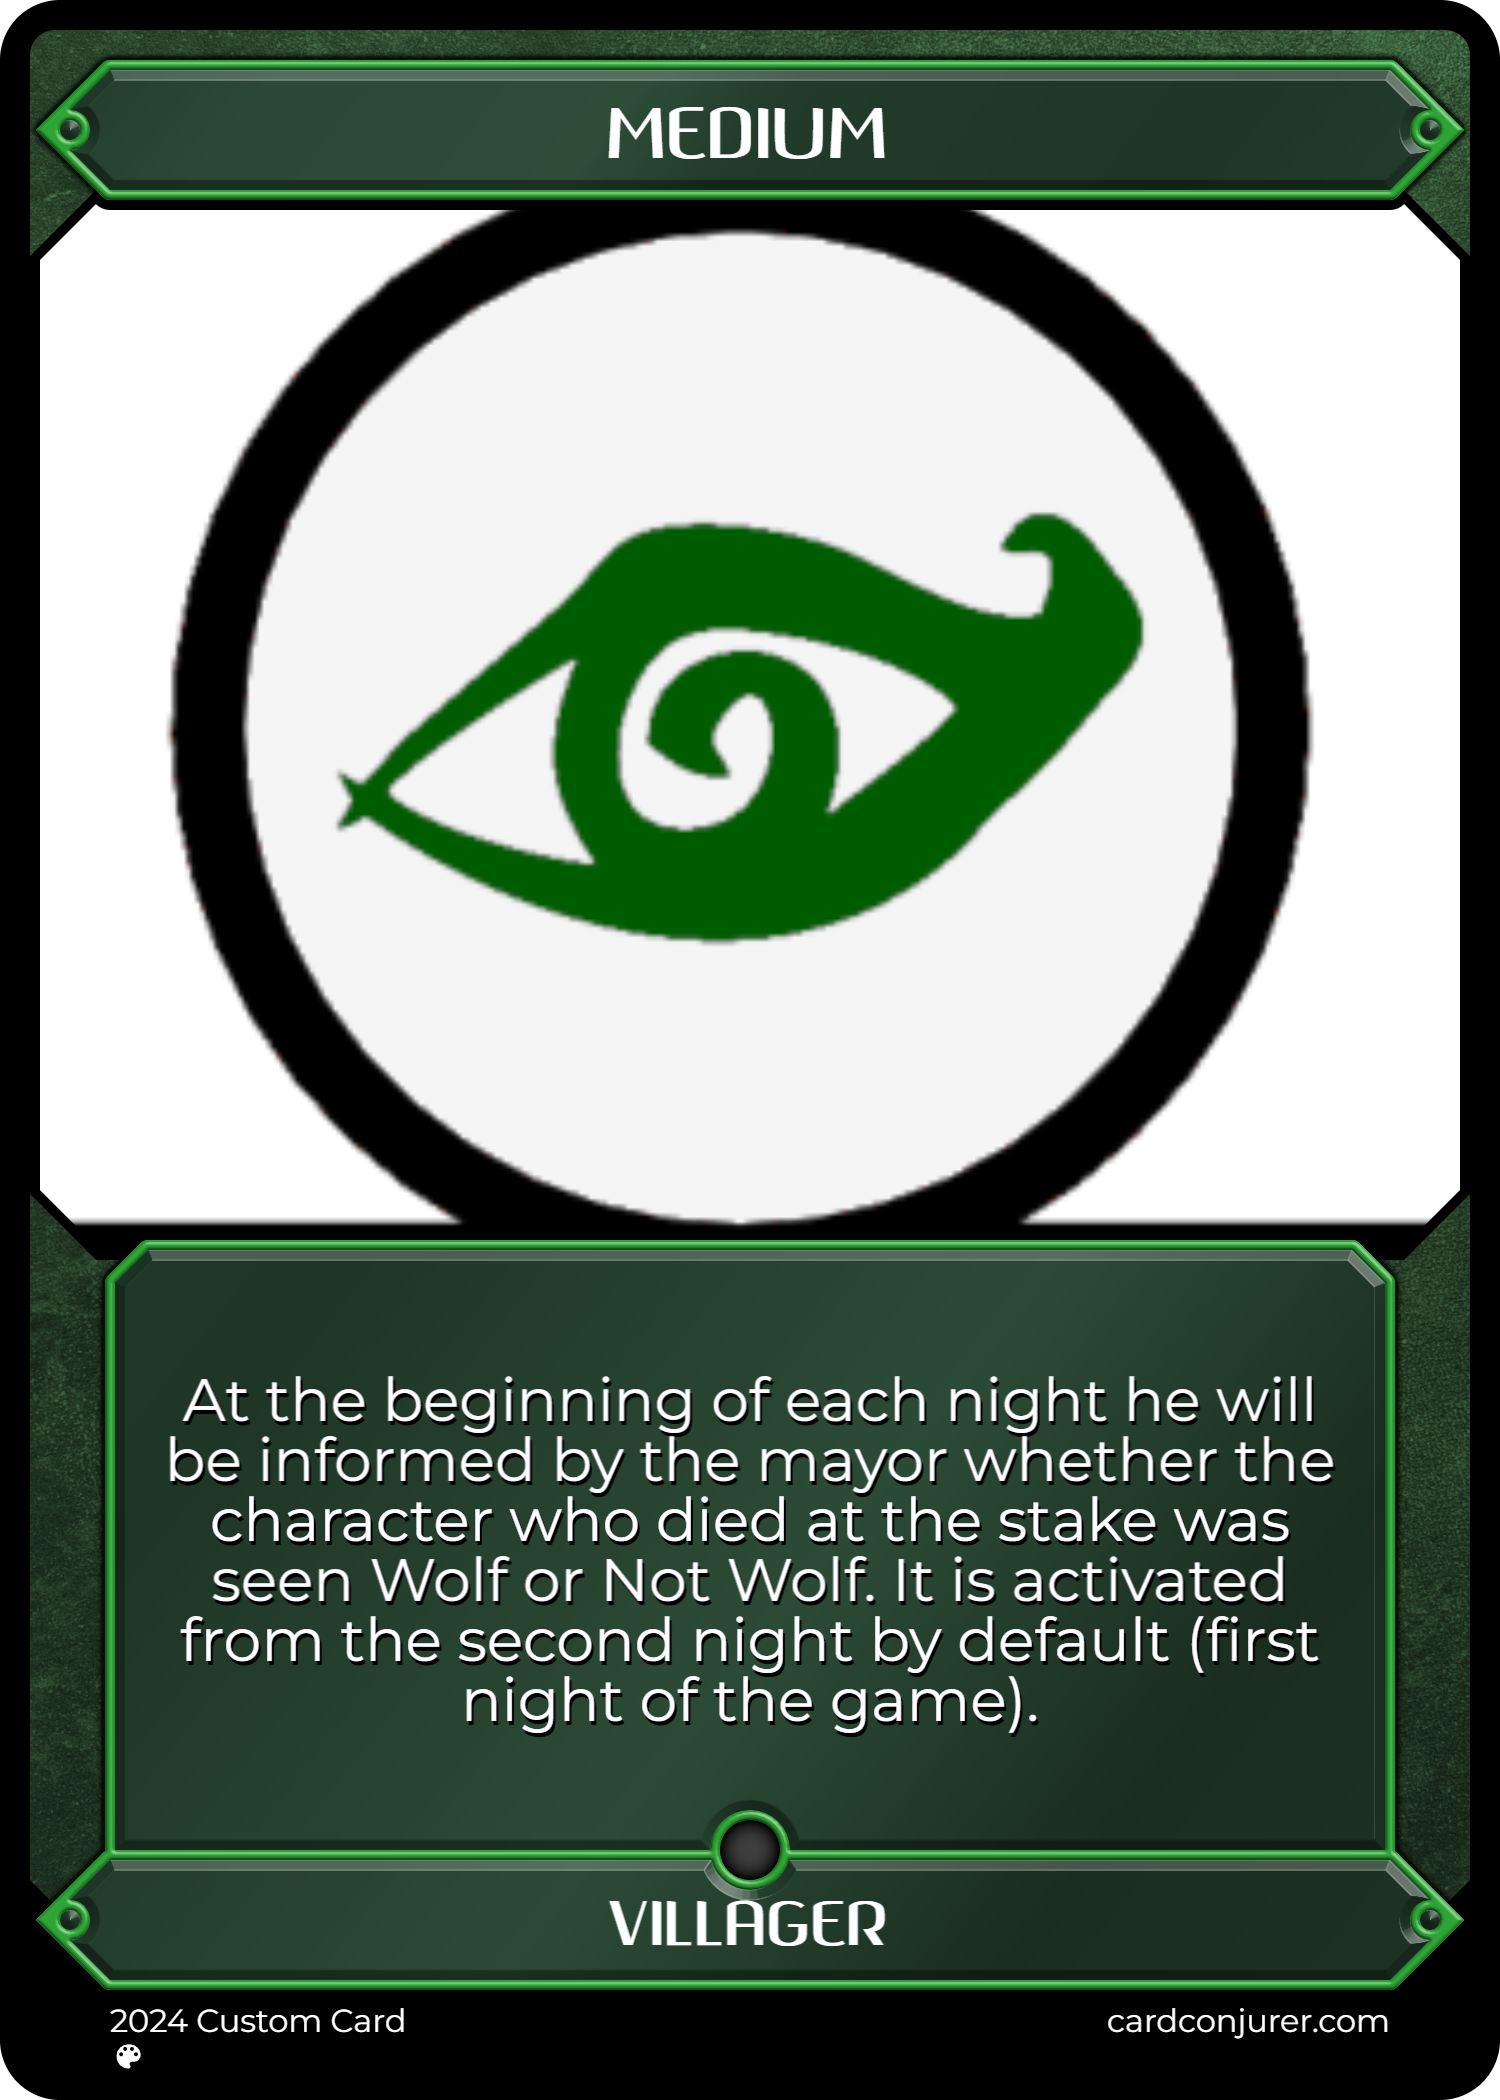 MEDIUM
At the beginning of each night he will
be informed by the mayor whether the
character who died at the stake was
seen Wolf or Not Wolf. It is activated
from the second night by default (first
night of the game).
VILLAGER
2024 Custom Card
cardconjurer.com